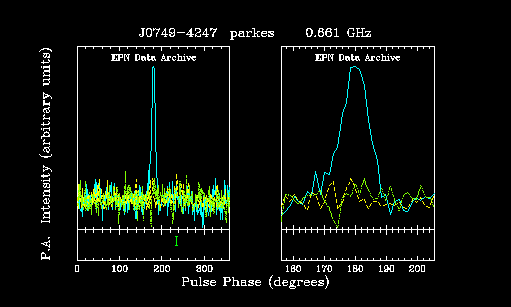 J0749-4247 parkes 0.661 GHz
EPN Data Archive
EPN Data Archive
P.A. Intensity (arbitrary units)
0 100 200 300
160 170 180 190 200
Pulse Phase (degrees)